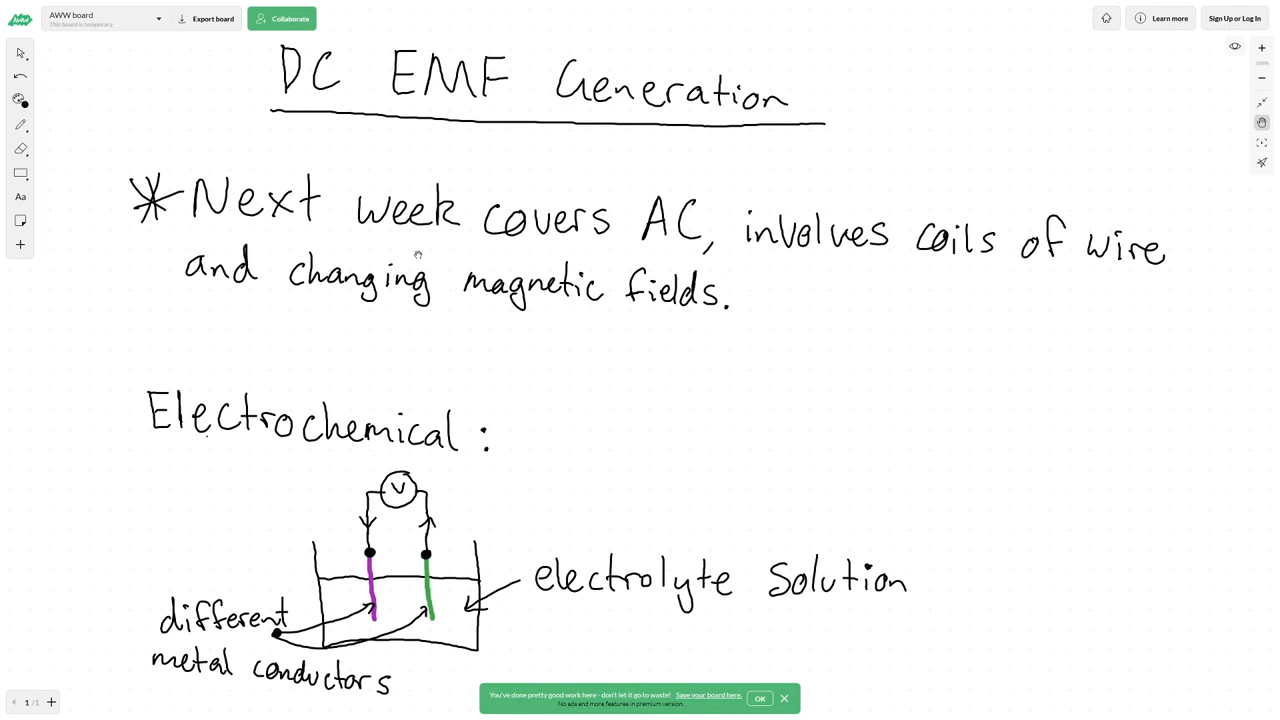 AWW board
This board is temporary
Export board
Collaborate
Learn more
Sign Up or Log In
100%
DC EMF Generation
*Next week covers AC, involves coils of wire
and changing magnetic fields.
Electrochemical:
V
electrolyte solution
different
metal conductors
Aa
1 /1
You've done pretty good work here - don't let it go to waste! Save your board here.
No ads and more features in premium version.
OK